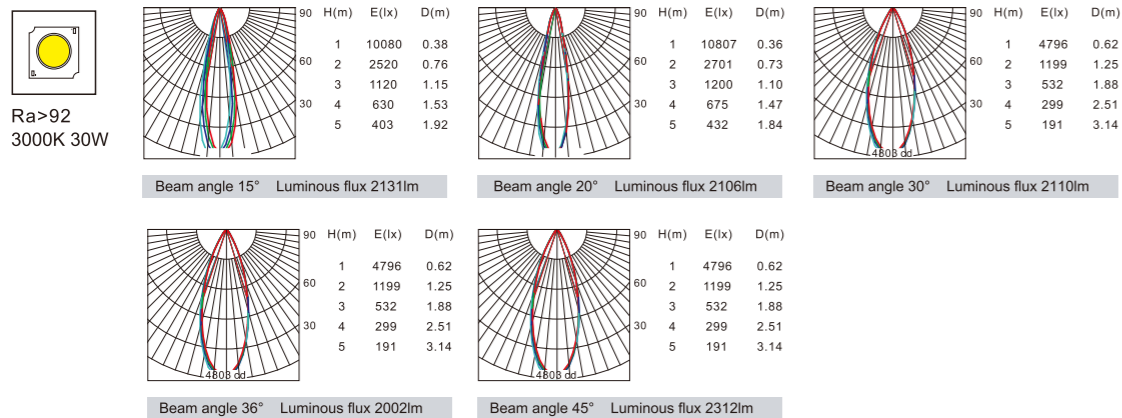 Ra>92
3000K 30W
90 H(m) E(lx) D(m)
1 10080 0.38
60 2 2520 0.76
3 1120 1.15
30 4 630 1.53
5 403 1.92
Beam angle 15° Luminous flux 2131lm
90 H(m) E(lx) D(m)
1 10807 0.36
60 2 2701 0.73
3 1200 1.10
30 4 675 1.47
5 432 1.84
Beam angle 20° Luminous flux 2106lm
90 H(m) E(lx) D(m)
1 4796 0.62
60 2 1199 1.25
3 532 1.88
30 4 299 2.51
5 191 3.14
4803 cd
Beam angle 30° Luminous flux 2110lm
90 H(m) E(lx) D(m)
1 4796 0.62
60 2 1199 1.25
3 532 1.88
30 4 299 2.51
5 191 3.14
4803 cd
Beam angle 36° Luminous flux 2002lm
90 H(m) E(lx) D(m)
1 4796 0.62
60 2 1199 1.25
3 532 1.88
30 4 299 2.51
5 191 3.14
4803 cd
Beam angle 45° Luminous flux 2312lm